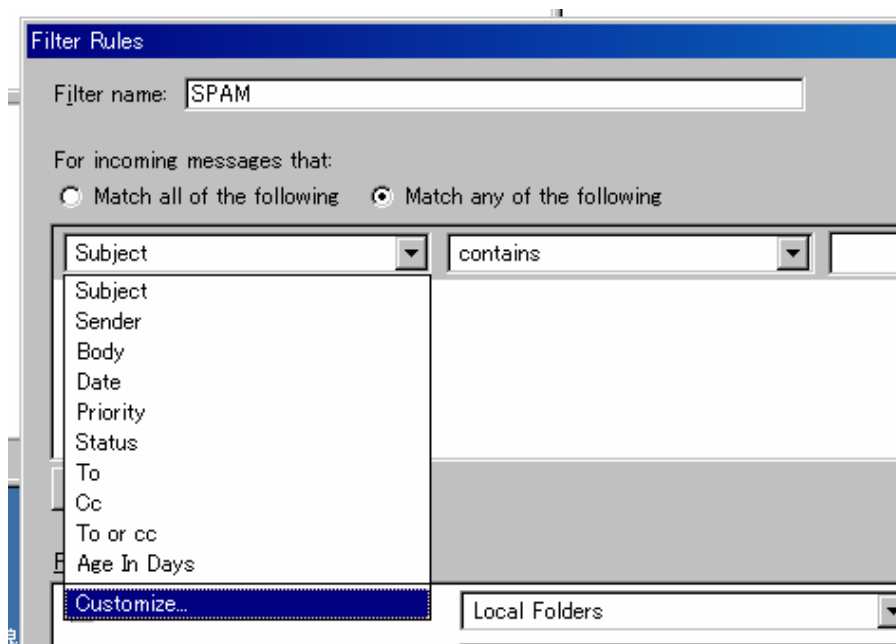 Filter Rules
Filter name: SPAM
For incoming messages that:
Match all of the following Match any of the following
Subject contains
Subject
Sender
Body
Date
Priority
Status
To
Cc
To or cc
Age In Days
Customize...
Local Folders